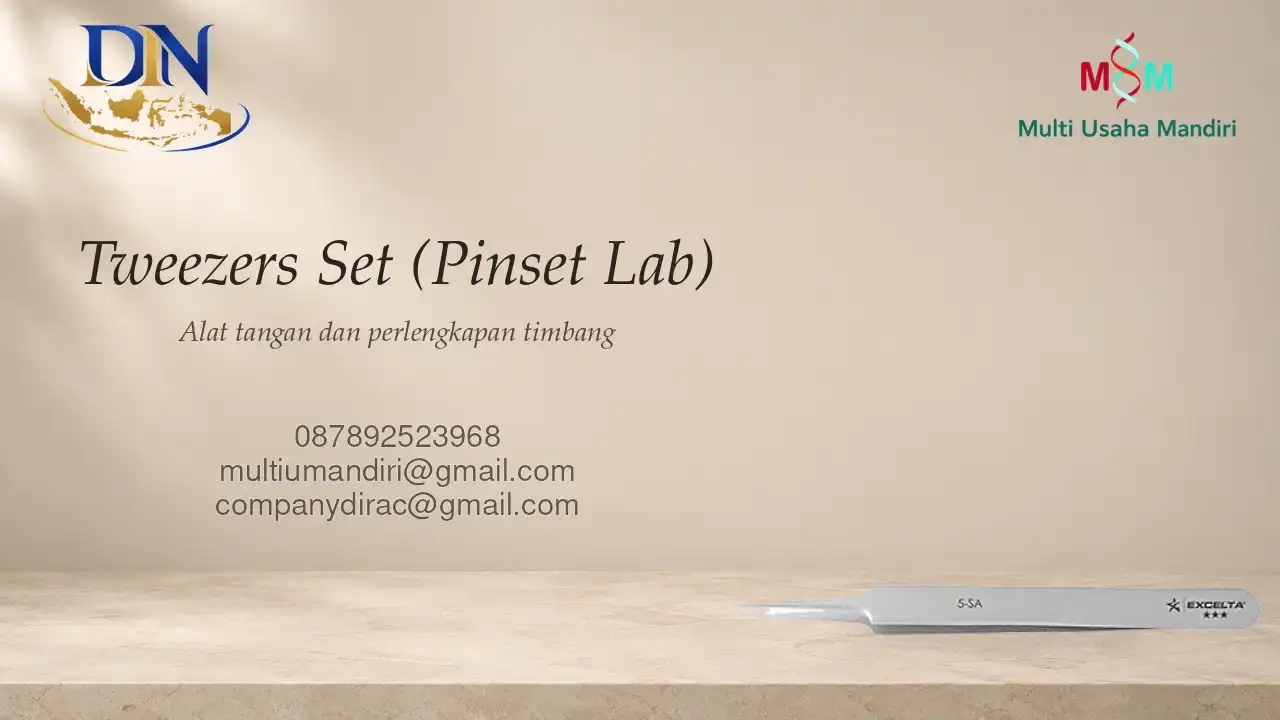 DN
M M
Multi Usaha Mandiri
Tweezers Set (Pinset Lab)
Alat tangan dan perlengkapan timbang
087892523968
multiumandiri@gmail.com
companydirac@gmail.com
5-SA
EXCELTA